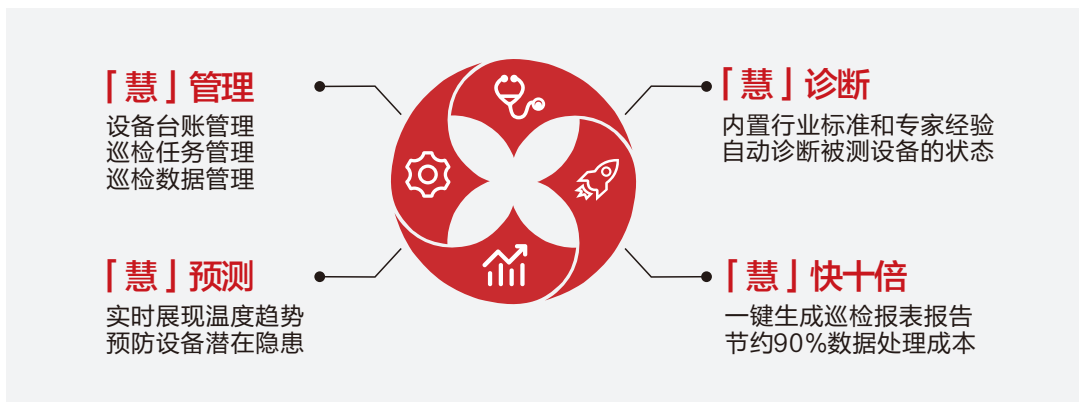 「慧」管理
设备台账管理
巡检任务管理
巡检数据管理
「慧」诊断
内置行业标准和专家经验
自动诊断被测设备的状态
「慧」预测
实时展现温度趋势
预防设备潜在隐患
「慧」快十倍
一键生成巡检报表报告
节约90%数据处理成本